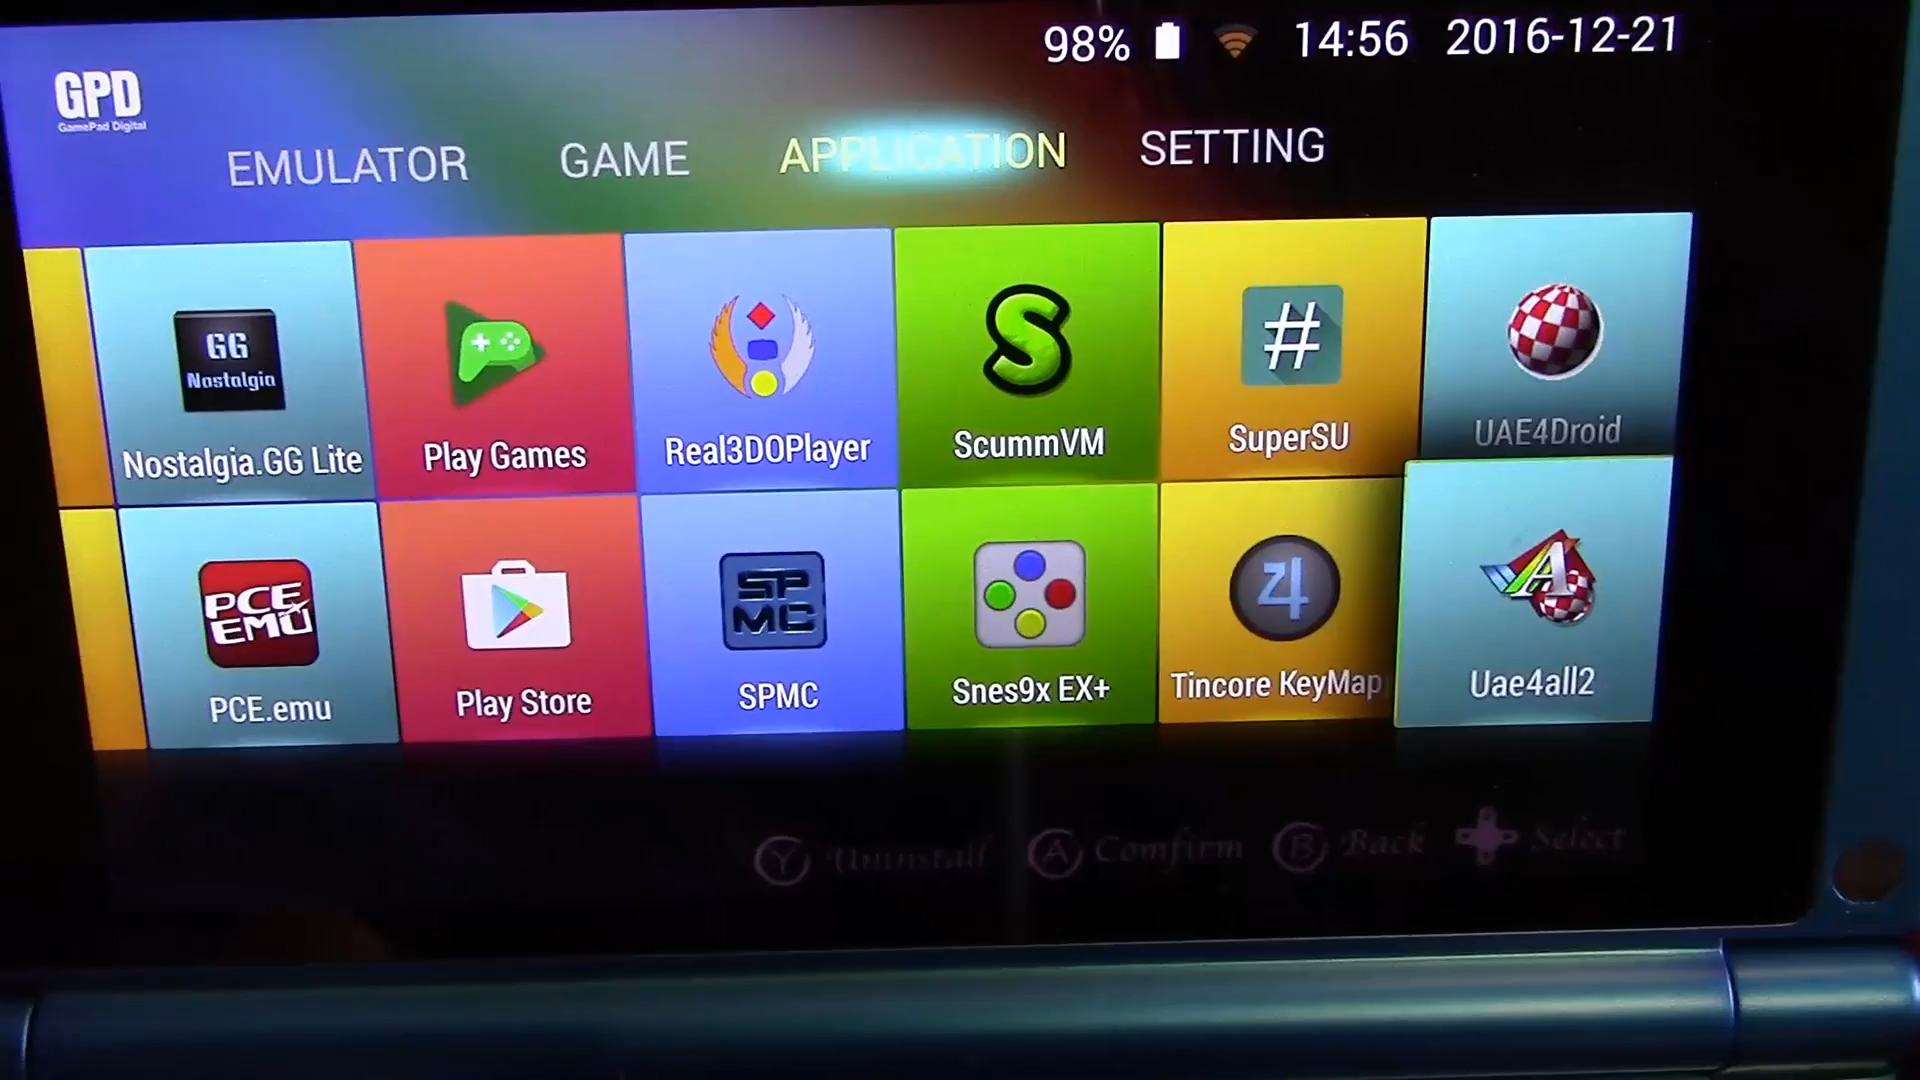 98% 14:56 2016-12-21
GPD
GamePad Digital
EMULATOR GAME APPLICATION SETTING
GG
Nostalgia
Nostalgia.GG Lite Play Games Real3DOPlayer ScummVM SuperSU UAE4Droid
#
S
PCE
EMU
SP
MC
A
PCE.emu Play Store SPMC Snes9x EX+ Tincore KeyMapp Uae4all2
Y Uninstall A Comfirm B Back Select